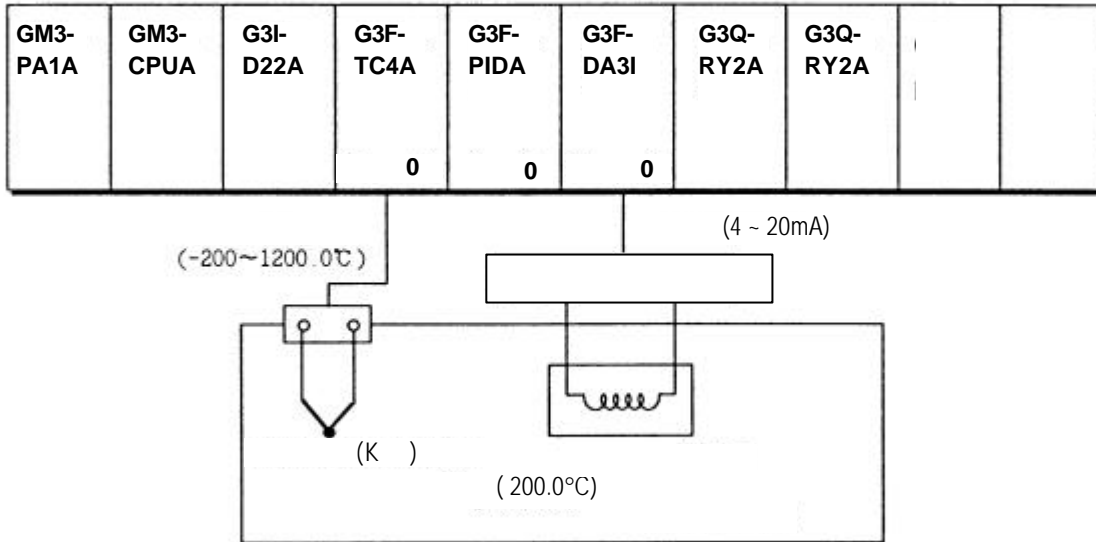 GM3-
PA1A
GM3-
CPUA
G3I-
D22A
G3F-
TC4A
0
G3F-
PIDA
0
G3F-
DA3I
0
G3Q-
RY2A
G3Q-
RY2A
(4 ~ 20mA)
(-200～1200.0℃)
(K )
( 200.0°C)